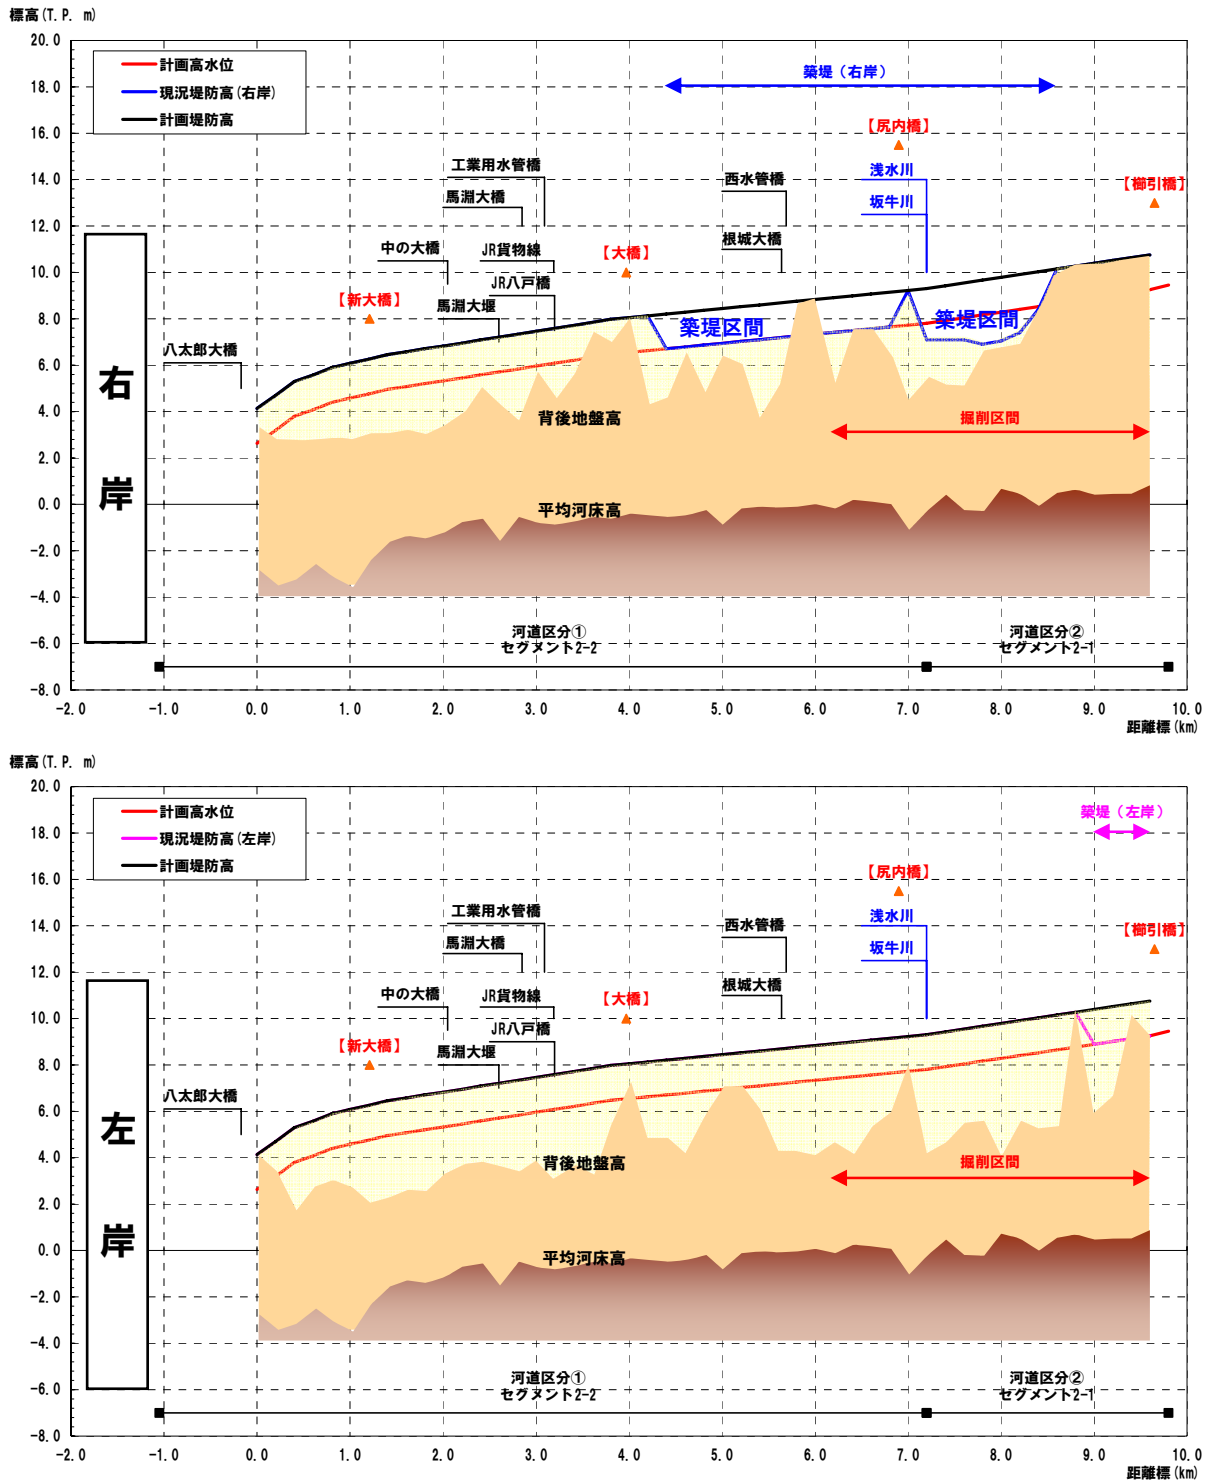 標高(T.P. m)
20.0
18.0
16.0
14.0
12.0
10.0
8.0
6.0
4.0
2.0
0.0
-2.0
-4.0
-6.0
-8.0
計画高水位
現況堤防高(右岸)
計画堤防高
築堤(右岸)
【尻内橋】
工業用水管橋
西水管橋
浅水川
【櫛引橋】
馬淵大橋
坂牛川
中の大橋
JR貨物線
【大橋】
根城大橋
【新大橋】
JR八戸橋
馬淵大堰
築堤区間
築堤区間
八太郎大橋
右岸
背後地盤高
掘削区間
平均河床高
河道区分①
セグメント2-2
河道区分②
セグメント2-1
-2.0 -1.0 0.0 1.0 2.0 3.0 4.0 5.0 6.0 7.0 8.0 9.0 10.0
距離標(km)
標高(T.P. m)
20.0
18.0
16.0
14.0
12.0
10.0
8.0
6.0
4.0
2.0
0.0
-2.0
-4.0
-6.0
-8.0
計画高水位
現況堤防高(左岸)
計画堤防高
築堤(左岸)
【尻内橋】
工業用水管橋
西水管橋
浅水川
【櫛引橋】
馬淵大橋
坂牛川
中の大橋
JR貨物線
【大橋】
根城大橋
【新大橋】
JR八戸橋
馬淵大堰
八太郎大橋
左岸
背後地盤高
掘削区間
平均河床高
河道区分①
セグメント2-2
河道区分②
セグメント2-1
-2.0 -1.0 0.0 1.0 2.0 3.0 4.0 5.0 6.0 7.0 8.0 9.0 10.0
距離標(km)